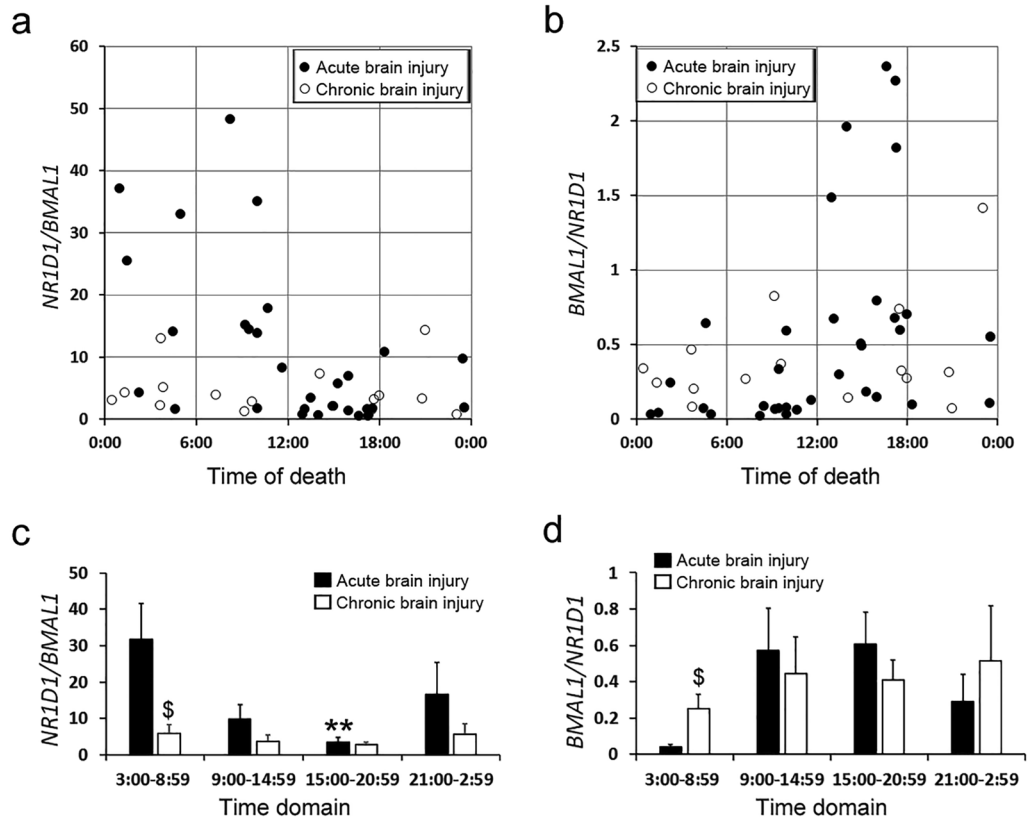 a
60
50
40
30
20
10
0
0:00 6:00 12:00 18:00 0:00
NR1D1/BMAL1
Time of death
Acute brain injury
Chronic brain injury
b
2.5
2
1.5
1
0.5
0
0:00 6:00 12:00 18:00 0:00
BMAL1/NR1D1
Time of death
Acute brain injury
Chronic brain injury
c
50
40
30
20
10
0
NR1D1/BMAL1
Acute brain injury
Chronic brain injury
$
**
3:00-8:59 9:00-14:59 15:00-20:59 21:00-2:59
Time domain
d
1
0.8
0.6
0.4
0.2
0
BMAL1/NR1D1
Acute brain injury
Chronic brain injury
$
3:00-8:59 9:00-14:59 15:00-20:59 21:00-2:59
Time domain